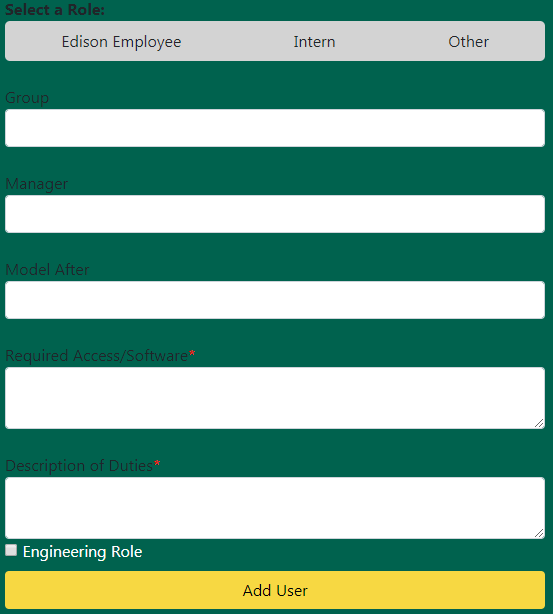 Select a Role:
Edison Employee Intern Other
Group
Manager
Model After
Required Access/Software*
Description of Duties*
Engineering Role
Add User